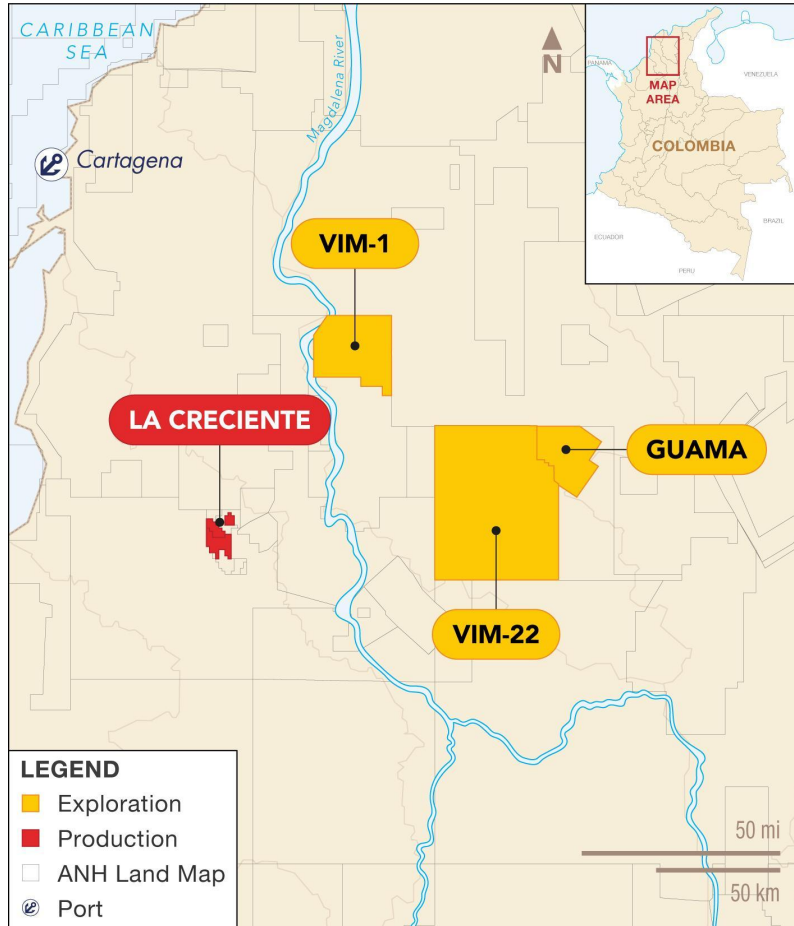 CARIBBEAN
SEA
Magdalena River
N
Cartagena
VIM-1
LA CRECIENTE
GUAMA
VIM-22
PANAMA
VENEZUELA
MAP
AREA
COLOMBIA
BRAZIL
ECUADOR
PERU
LEGEND
Exploration
Production
ANH Land Map
Port
50 mi
50 km